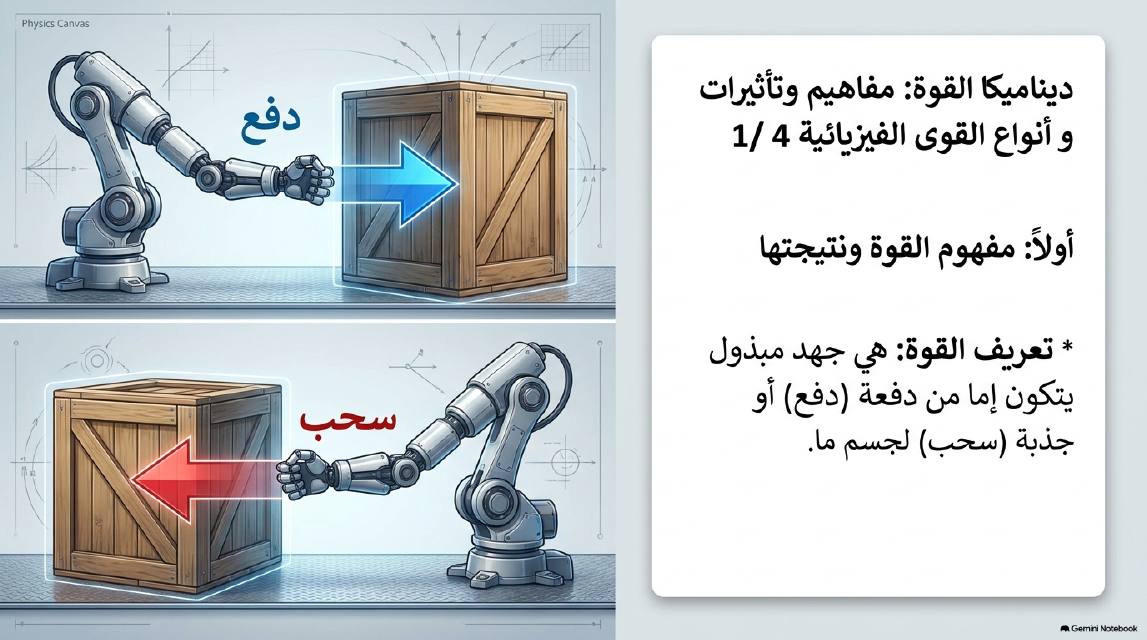 Physics Canvas
دفع
سحب
ديناميكا القوة: مفاهيم وتأثيرات
و أنواع القوى الفيزيائية 4 /1
أولاً: مفهوم القوة ونتيجتها
* تعريف القوة: هي جهد مبذول
يتكون إما من دفعة (دفع) أو
جذبة (سحب) لجسم ما.
Gemini Notebook